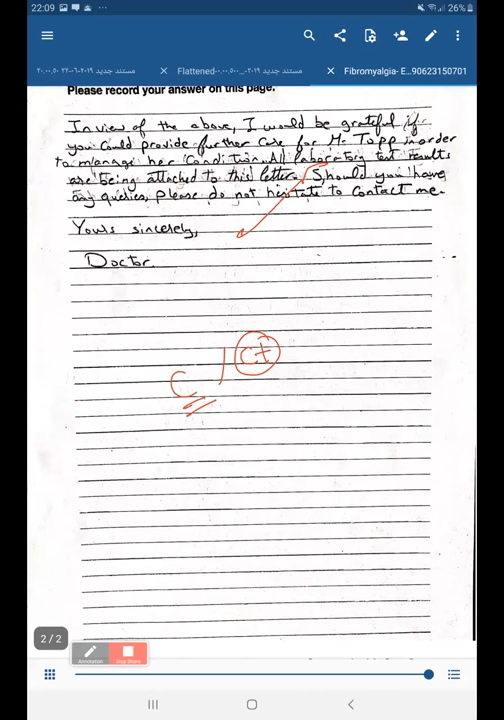 22:09
26%
مستند جديد ٢٠١٩-٠٦-٢٢ ٢٠,٠٠,٥٠
Flattened-٠,٠٠,٥٠٠- مستند جديد ٢٠١٩
Fibromyalgia- E...90623150701
Please record your answer on this page.
In view of the above, I would be grateful if
you could provide further care for Mr Topp in order
to manage her condition. All laboratory test results
are being attached to this letter. Should you have
any queries, please do not hesitate to contact me.
Yours sincerely,
Doctor.
C / C+
2/2
Annotation
Stop Share